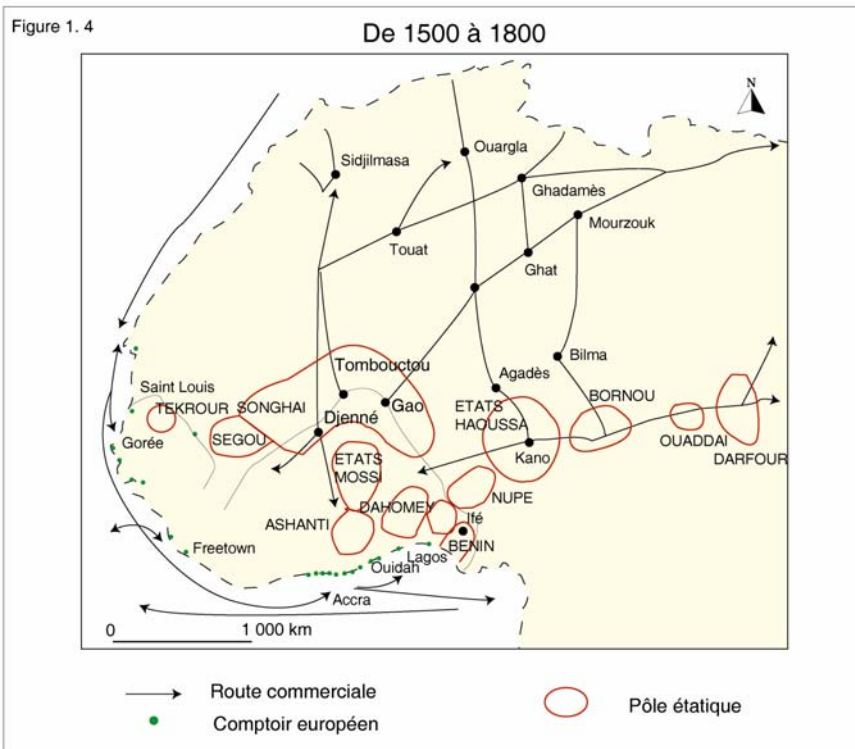 Figure 1. 4
De 1500 à 1800
N
Sidjilmasa
Ouargla
Ghadamès
Mourzouk
Touat
Ghat
Bilma
Tombouctou
Agadès
Saint Louis
TEKROUR
SONGHAI
Gao
ETATS
HAOUSSA
BORNOU
Djenné
Gorée
SEGOU
OUADDAI
Kano
DARFOUR
ETATS
MOSSI
NUPE
DAHOMEY
ASHANTI
Ifé
BENIN
Freetown
Lagos
Ouidah
Accra
0 1 000 km
Route commerciale
Comptoir européen
Pôle étatique